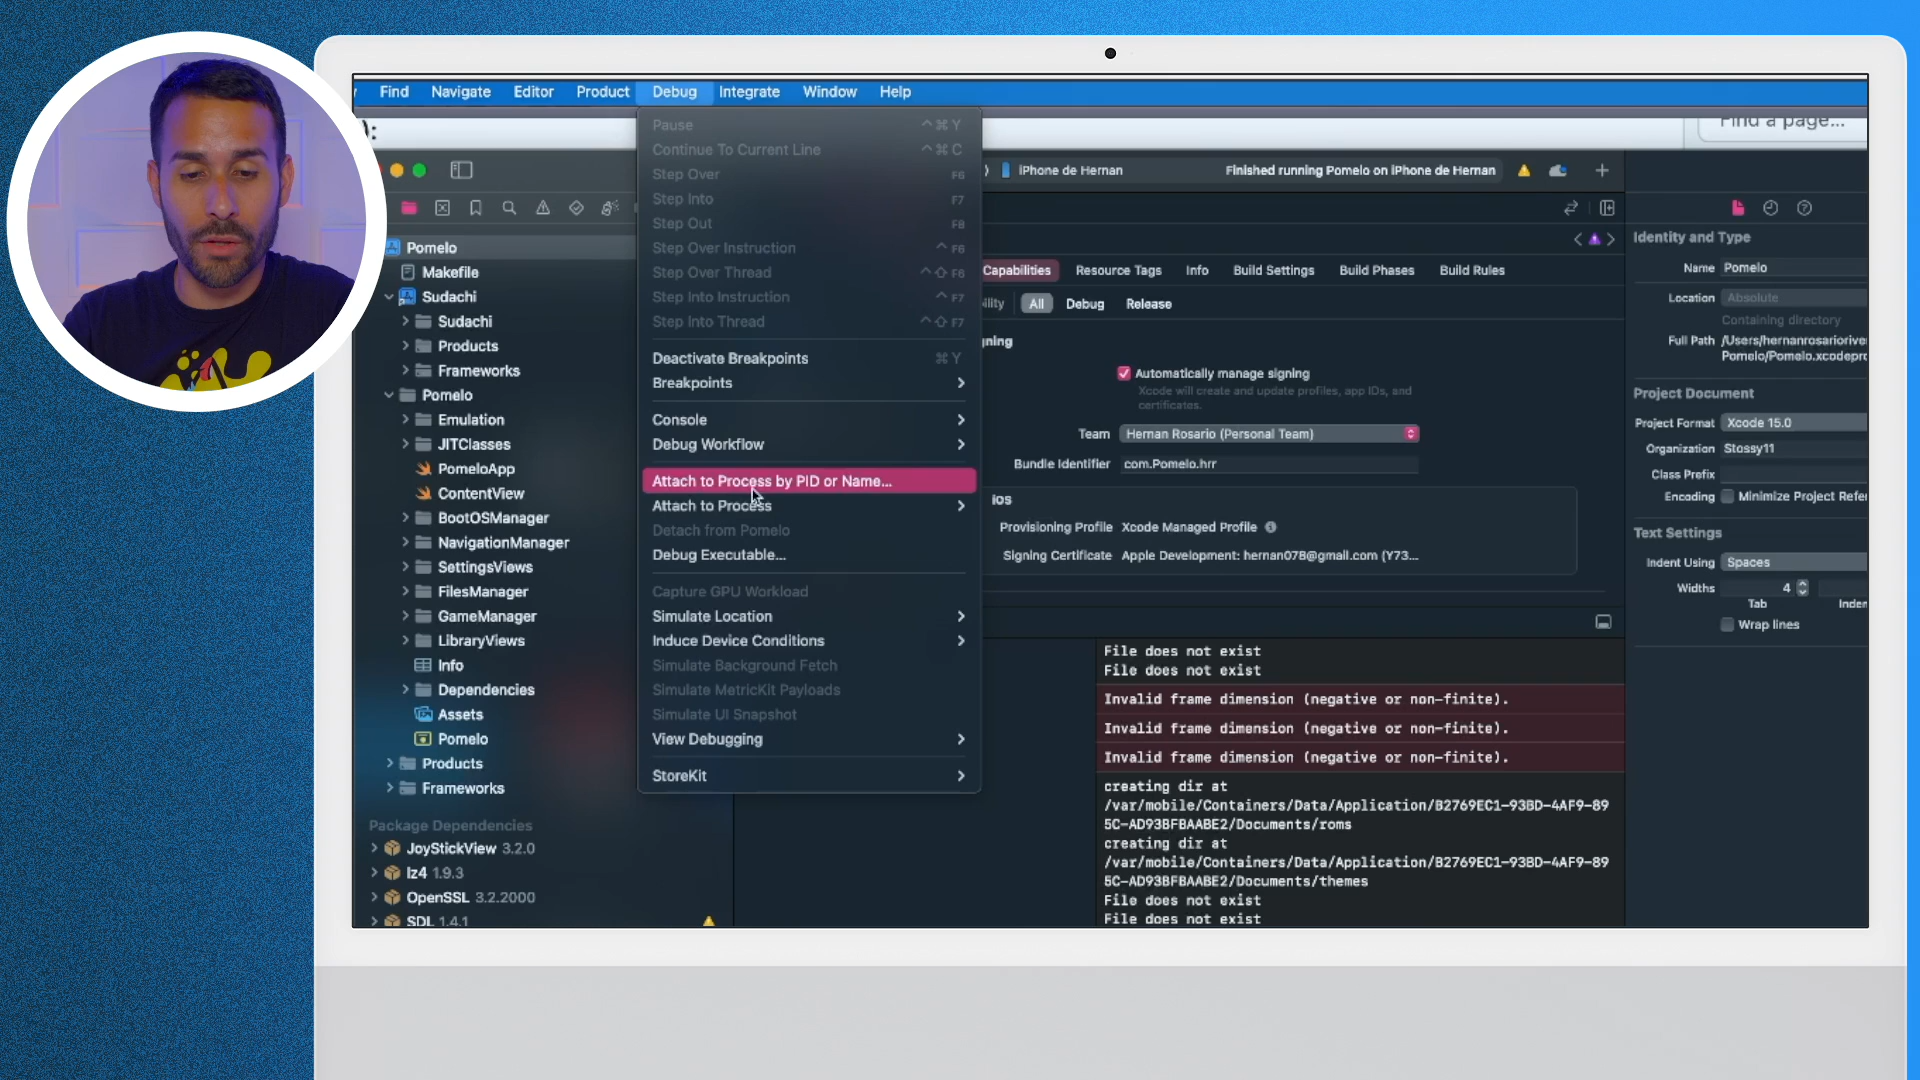 Find Navigate Editor Product Debug Integrate Window Help
):
Find a page...
iPhone de Hernan
Finished running Pomelo on iPhone de Hernan
Pomelo
Makefile
Sudachi
Sudachi
Products
Frameworks
Pomelo
Emulation
JITClasses
PomeloApp
ContentView
BootOSManager
NavigationManager
SettingsViews
FilesManager
GameManager
LibraryViews
Info
Dependencies
Assets
Pomelo
Products
Frameworks
Package Dependencies
JoyStickView 3.2.0
lz4 1.9.3
OpenSSL 3.2.2000
SDL 1.4.1
Pause ^⌘Y
Continue To Current Line ^⌘C
Step Over F6
Step Into F7
Step Out F8
Step Over Instruction ^F6
Step Over Thread ^⇧F6
Step Into Instruction ^F7
Step Into Thread ^⇧F7
Deactivate Breakpoints ⌘Y
Breakpoints
Console
Debug Workflow
Attach to Process by PID or Name...
Attach to Process
Detach from Pomelo
Debug Executable...
Capture GPU Workload
Simulate Location
Induce Device Conditions
Simulate Background Fetch
Simulate MetricKit Payloads
Simulate UI Snapshot
View Debugging
StoreKit
Capabilities Resource Tags Info Build Settings Build Phases Build Rules
ility All Debug Release
gning
Automatically manage signing
Xcode will create and update profiles, app IDs, and
certificates.
Team Hernan Rosario (Personal Team)
Bundle Identifier com.Pomelo.hrr
ios
Provisioning Profile Xcode Managed Profile
Signing Certificate Apple Development: hernan078@gmail.com (Y73...
File does not exist
File does not exist
Invalid frame dimension (negative or non-finite).
Invalid frame dimension (negative or non-finite).
Invalid frame dimension (negative or non-finite).
creating dir at
/var/mobile/Containers/Data/Application/B2769EC1-93BD-4AF9-89
5C-AD93BFBAABE2/Documents/roms
creating dir at
/var/mobile/Containers/Data/Application/B2769EC1-93BD-4AF9-89
5C-AD93BFBAABE2/Documents/themes
File does not exist
File does not exist
Identity and Type
Name Pomelo
Location Absolute
Containing directory
Full Path /Users/hernanrosariorive
Pomelo/Pomelo.xcodepro
Project Document
Project Format Xcode 15.0
Organization Stossy11
Class Prefix
Encoding Minimize Project Refer
Text Settings
Indent Using Spaces
Widths 4
Tab Inden
Wrap lines